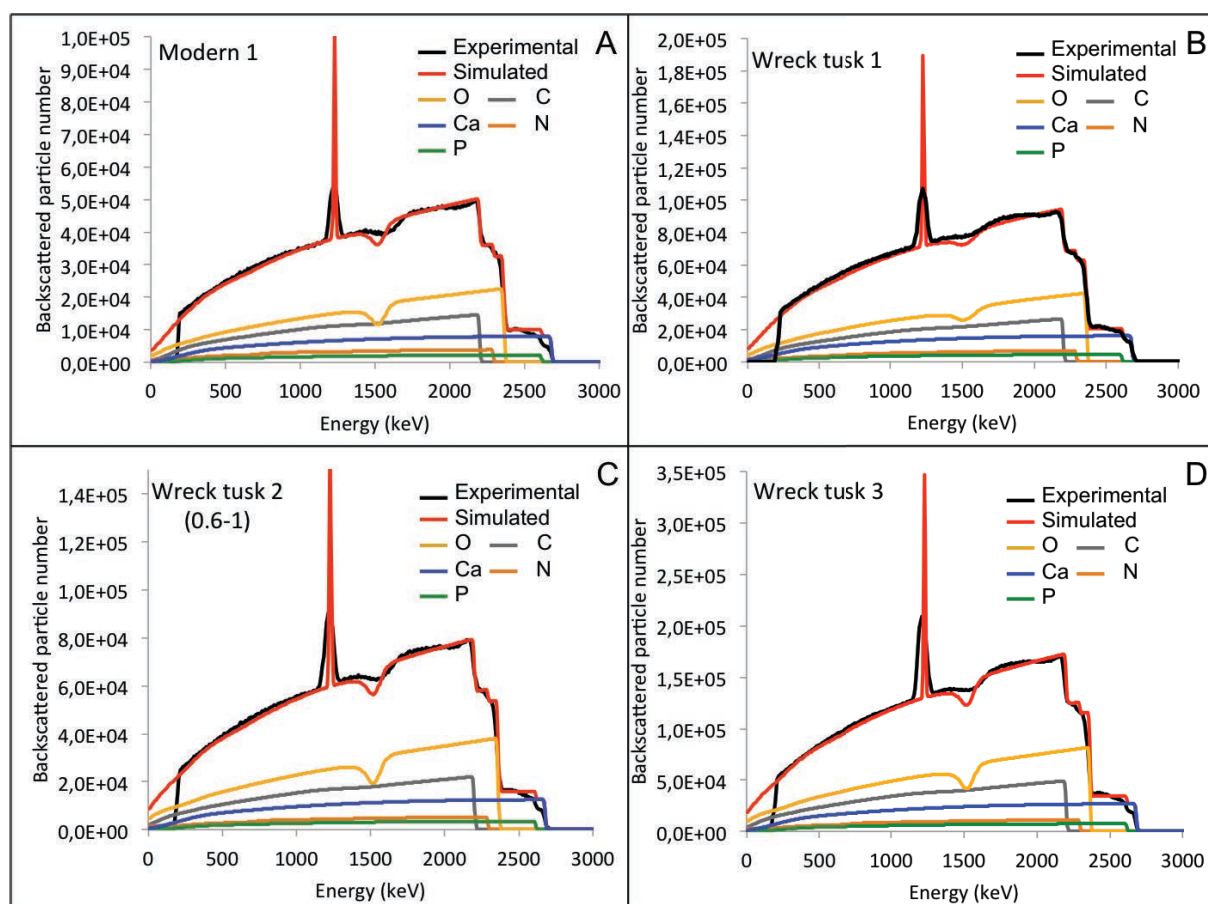 Modern 1
A
Experimental
Simulated
O C
Ca N
P
Backscattered particle number
1,0E+05
9,0E+04
8,0E+04
7,0E+04
6,0E+04
5,0E+04
4,0E+04
3,0E+04
2,0E+04
1,0E+04
0,0E+00
0 500 1000 1500 2000 2500 3000
Energy (keV)
Wreck tusk 1
B
Experimental
Simulated
O C
Ca N
P
Backscattered particle number
2,0E+05
1,8E+05
1,6E+05
1,4E+05
1,2E+05
1,0E+05
8,0E+04
6,0E+04
4,0E+04
2,0E+04
0,0E+00
0 500 1000 1500 2000 2500 3000
Energy (keV)
Wreck tusk 2
(0.6-1)
C
Experimental
Simulated
O C
Ca N
P
Backscattered particle number
1,4E+05
1,2E+05
1,0E+05
8,0E+04
6,0E+04
4,0E+04
2,0E+04
0,0E+00
0 500 1000 1500 2000 2500 3000
Energy (keV)
Wreck tusk 3
D
Experimental
Simulated
O C
Ca N
P
Backscattered particle number
3,5E+05
3,0E+05
2,5E+05
2,0E+05
1,5E+05
1,0E+05
5,0E+04
0,0E+00
0 500 1000 1500 2000 2500 3000
Energy (keV)